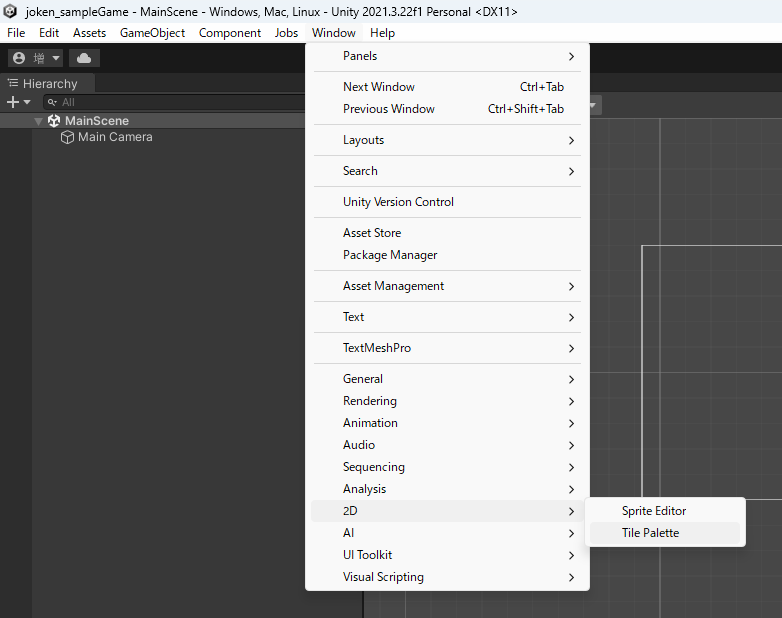 joken_sampleGame - MainScene - Windows, Mac, Linux - Unity 2021.3.22f1 Personal <DX11>
File Edit Assets GameObject Component Jobs Window Help
増
Hierarchy
All
MainScene
Main Camera
Panels
Next Window Ctrl+Tab
Previous Window Ctrl+Shift+Tab
Layouts
Search
Unity Version Control
Asset Store
Package Manager
Asset Management
Text
TextMeshPro
General
Rendering
Animation
Audio
Sequencing
Analysis
2D
AI
UI Toolkit
Visual Scripting
Sprite Editor
Tile Palette